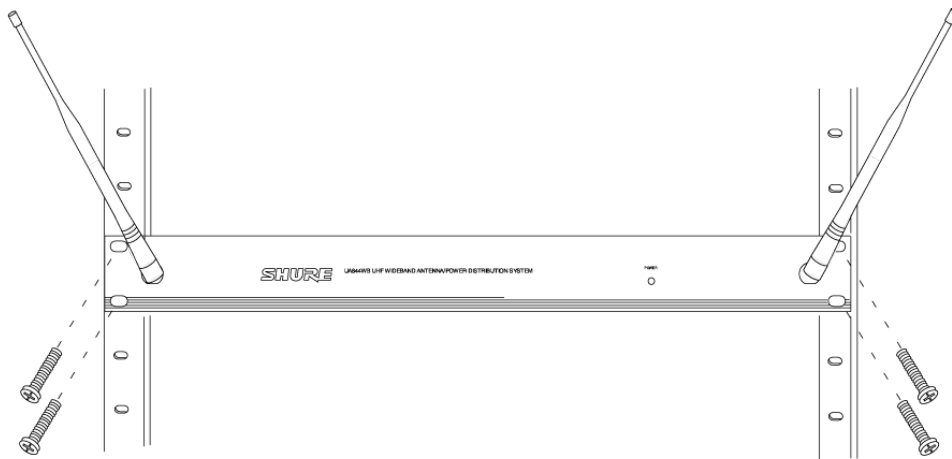 SHURE UA844WB UHF WIDEBAND ANTENNA/POWER DISTRIBUTION SYSTEM
POWER